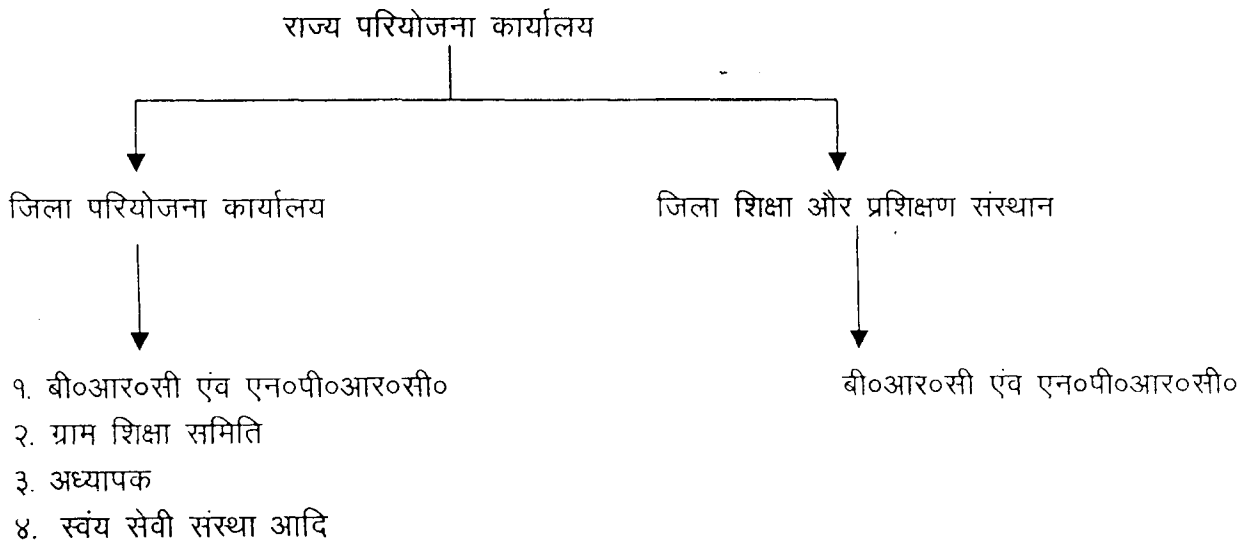 राज्य परियोजना कार्यालय
जिला परियोजना कार्यालय
जिला शिक्षा और प्रशिक्षण संस्थान
१. बी०आर०सी एंव एन०पी०आर०सी०
बी०आर०सी एंव एन०पी०आर०सी०
२. ग्राम शिक्षा समिति
३. अध्यापक
४. स्वंय सेवी संस्था आदि